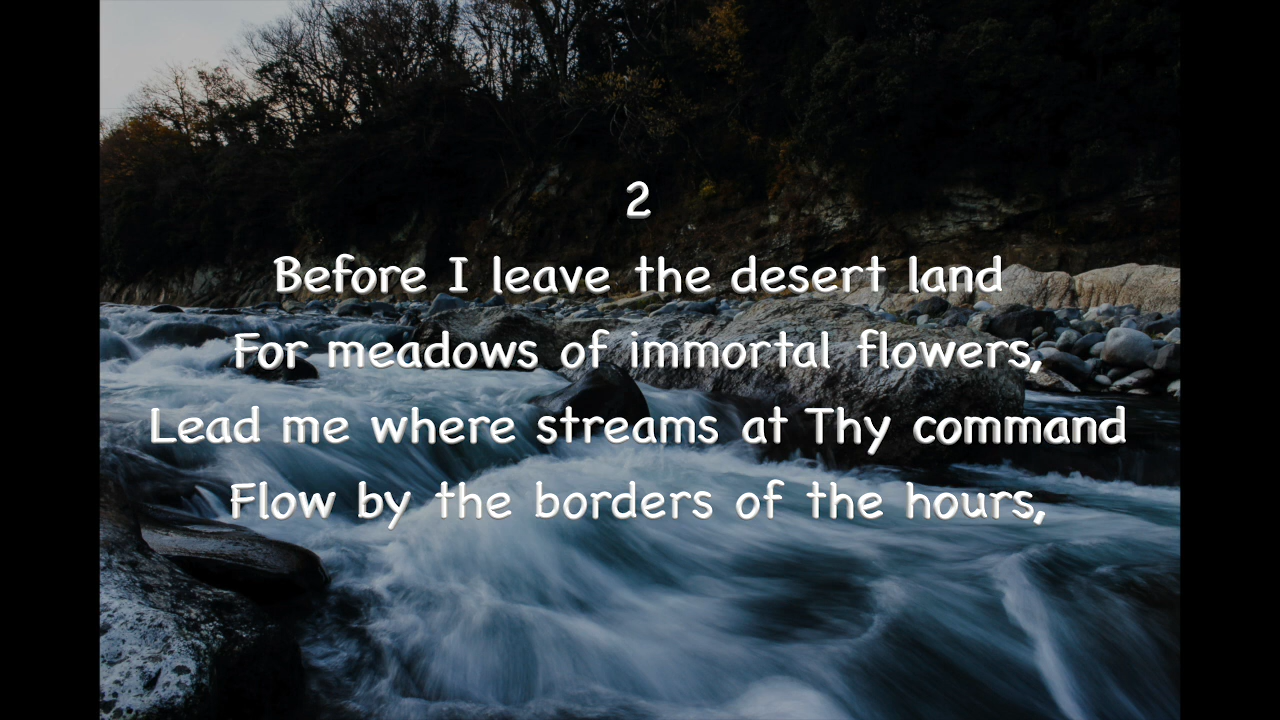 2
Before I leave the desert land
For meadows of immortal flowers,
Lead me where streams at Thy command
Flow by the borders of the hours,